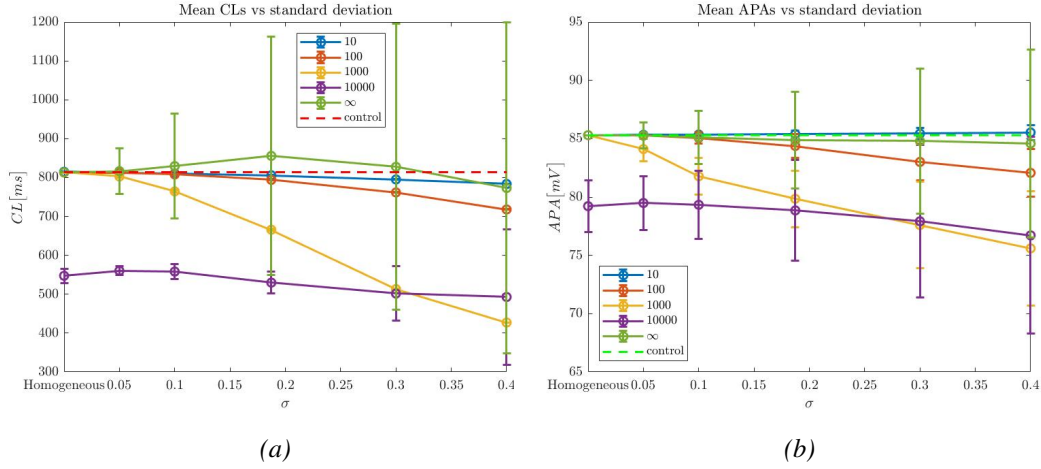 Mean CLs vs standard deviation
1200
1100
1000
900
800
700
600
500
400
300
CL[ms]
10
100
1000
10000
∞
control
Homogeneous 0.05 0.1 0.15 0.2 0.25 0.3 0.35 0.4
σ
(a)
Mean APAs vs standard deviation
95
90
85
80
75
70
65
APA[mV]
10
100
1000
10000
∞
control
Homogeneous 0.05 0.1 0.15 0.2 0.25 0.3 0.35 0.4
σ
(b)